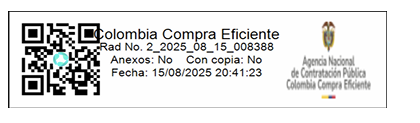 Colombia Compra Eficiente
Rad No. 2_2025_08_15_008388
Anexos: No Con copia: No
Fecha: 15/08/2025 20:41:23
Agencia Nacional
de Contratación Pública
Colombia Compra Eficiente